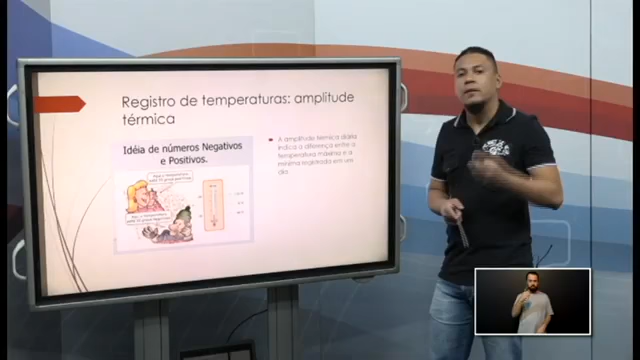 Registro de temperaturas: amplitude
térmica
Idéia de números Negativos
e Positivos.
A amplitude térmica diária
indica a diferença entre a
temperatura máxima e a
mínima registrada em um
dia